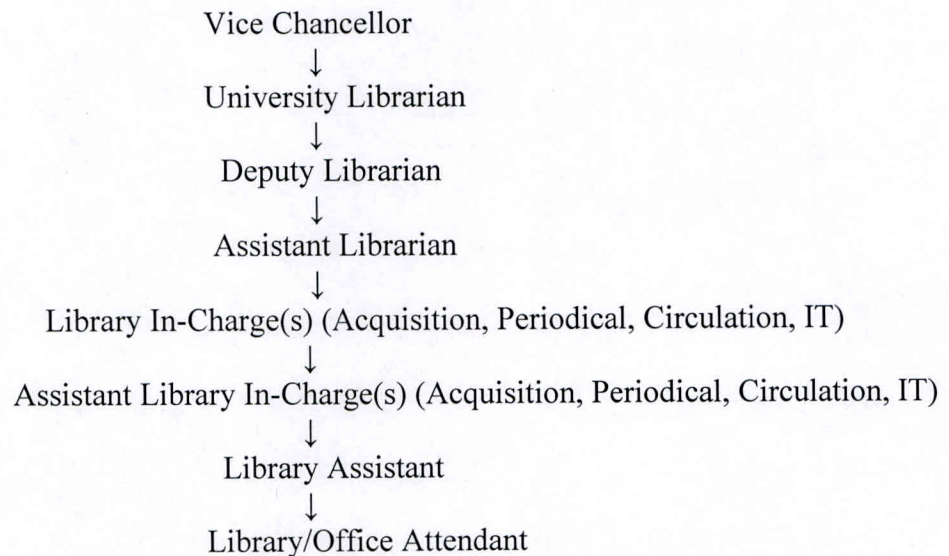 Vice Chancellor
↓
University Librarian
↓
Deputy Librarian
↓
Assistant Librarian
↓
Library In-Charge(s) (Acquisition, Periodical, Circulation, IT)
↓
Assistant Library In-Charge(s) (Acquisition, Periodical, Circulation, IT)
↓
Library Assistant
↓
Library/Office Attendant